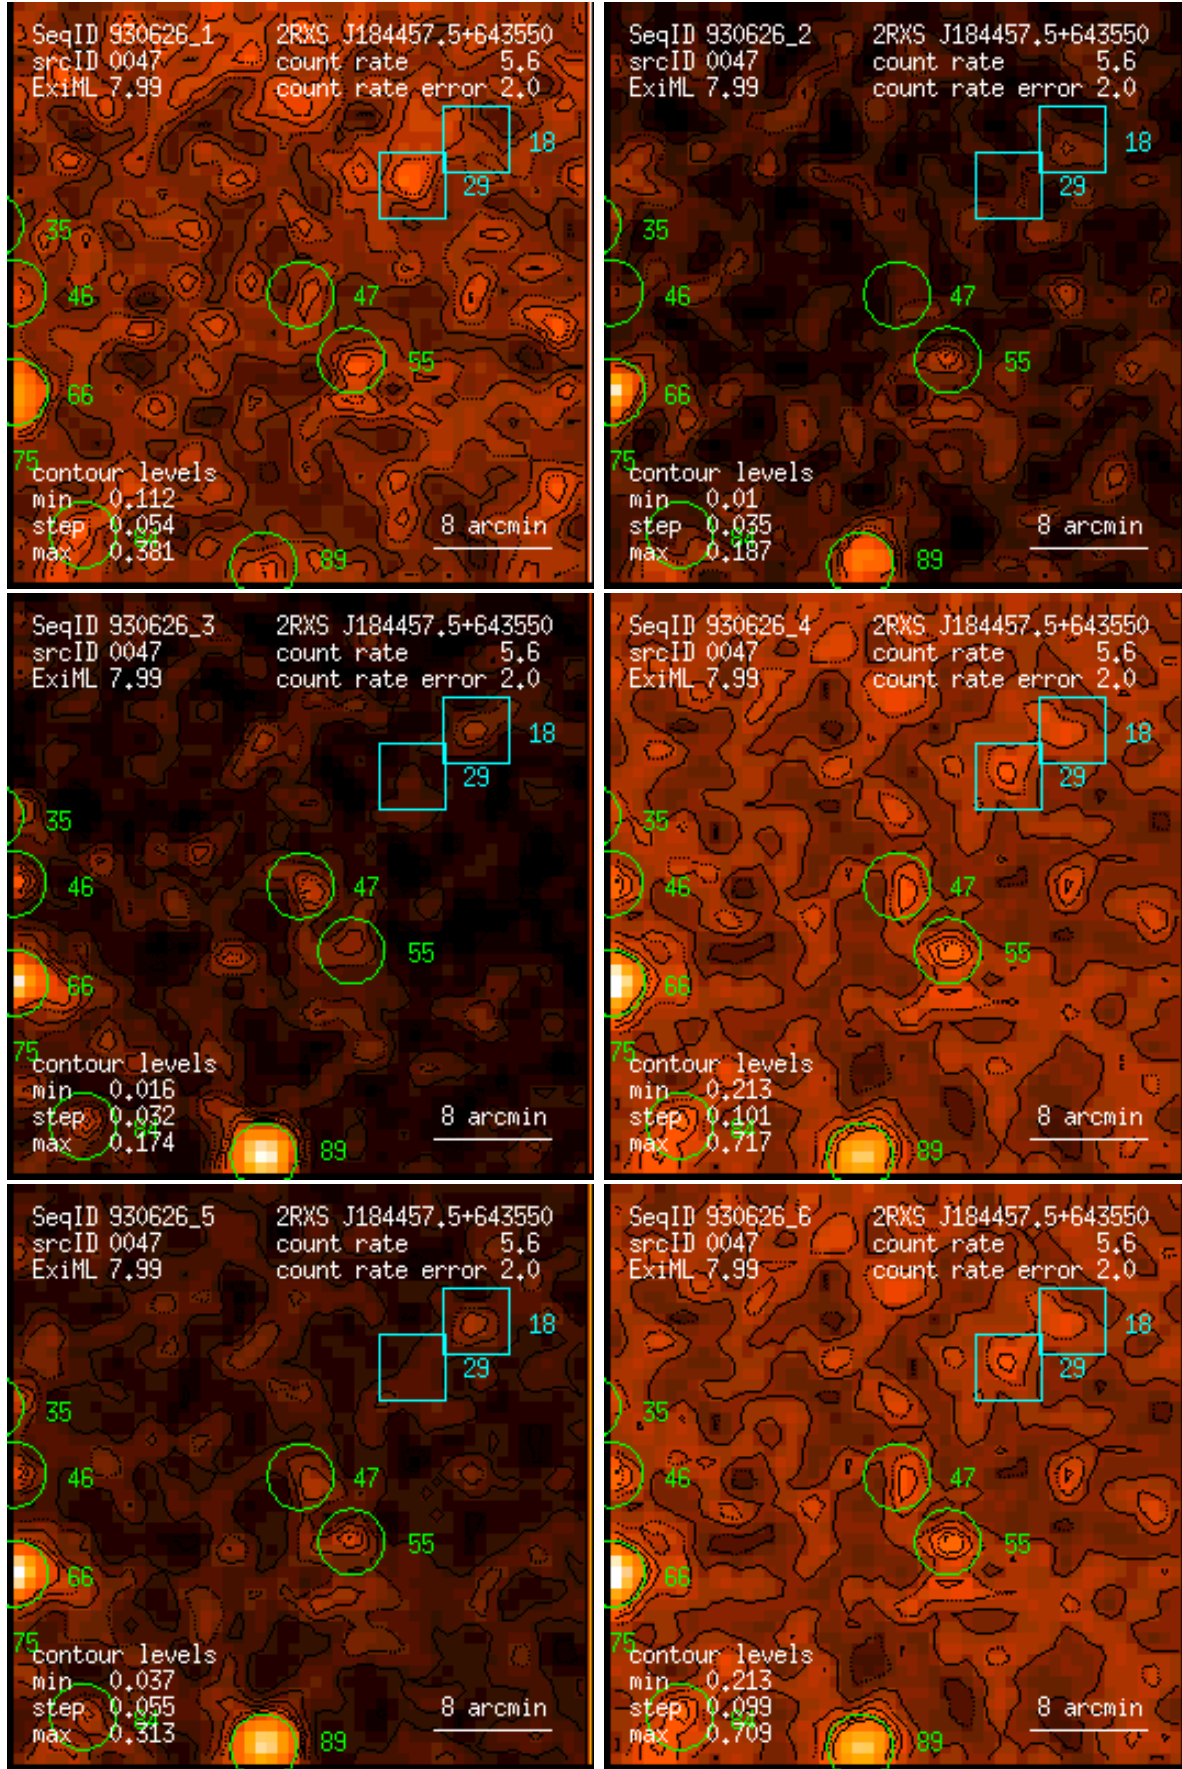 SeqID 930626_1 2RXS J184457.5+643550
srcID 0047 count rate 5.6
ExiML 7.99 count rate error 2.0
18
29
35
46
47
55
66
75
contour levels
min 0.112
step 0.054
84
max 0.381
8 arcmin
89
SeqID 930626_2 2RXS J184457.5+643550
srcID 0047 count rate 5.6
ExiML 7.99 count rate error 2.0
18
29
35
46
47
55
66
75
contour levels
min 0.01
step 0.035
84
max 0.187
8 arcmin
89
SeqID 930626_3 2RXS J184457.5+643550
srcID 0047 count rate 5.6
ExiML 7.99 count rate error 2.0
18
29
35
46
47
55
66
75
contour levels
min 0.016
step 0.032
84
max 0.174
8 arcmin
89
SeqID 930626_4 2RXS J184457.5+643550
srcID 0047 count rate 5.6
ExiML 7.99 count rate error 2.0
18
29
35
46
47
55
66
75
contour levels
min 0.213
step 0.101
84
max 0.717
8 arcmin
89
SeqID 930626_5 2RXS J184457.5+643550
srcID 0047 count rate 5.6
ExiML 7.99 count rate error 2.0
18
29
35
46
47
55
66
75
contour levels
min 0.037
step 0.055
84
max 0.313
8 arcmin
89
SeqID 930626_6 2RXS J184457.5+643550
srcID 0047 count rate 5.6
ExiML 7.99 count rate error 2.0
18
29
35
46
47
55
66
75
contour levels
min 0.213
step 0.099
84
max 0.709
8 arcmin
89